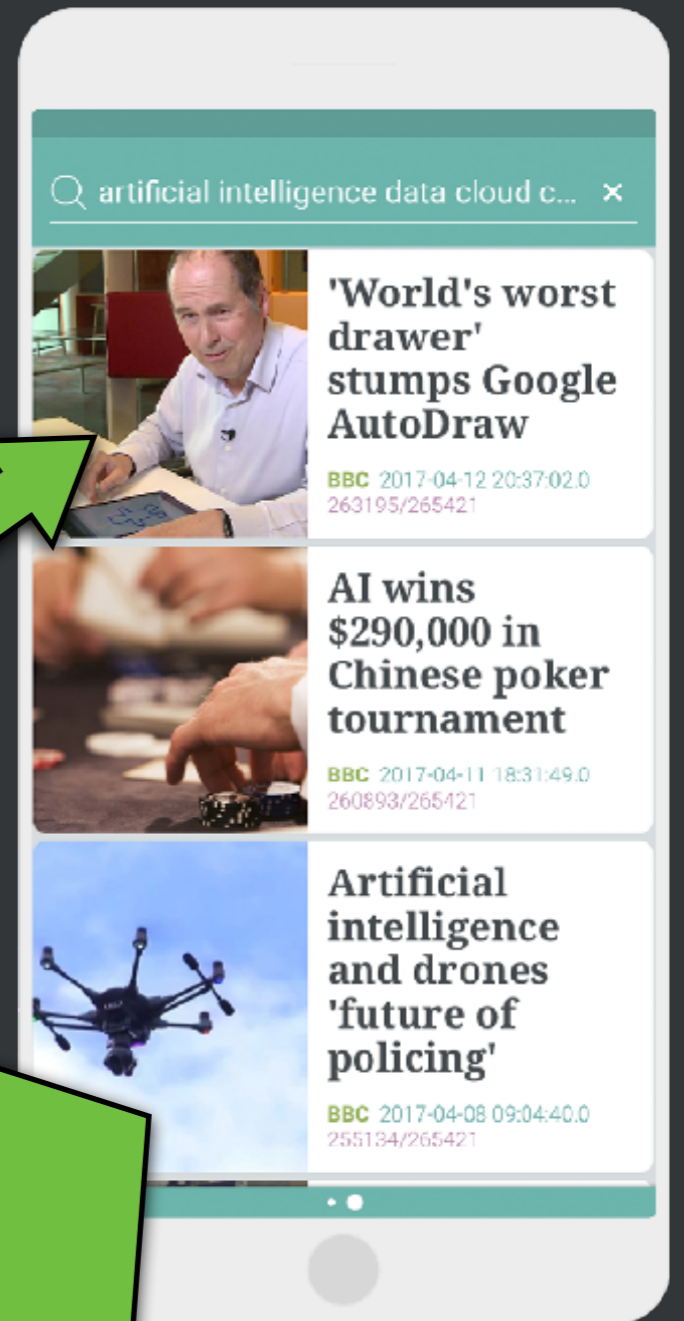 artificial intelligence data cloud c... ×
'World's worst
drawer'
stumps Google
AutoDraw
BBC 2017-04-12 20:37:02.0
263195/265421
AI wins
$290,000 in
Chinese poker
tournament
BBC 2017-04-11 18:31:49.0
260893/265421
Artificial
intelligence
and drones
'future of
policing'
BBC 2017-04-08 09:04:40.0
255134/265421